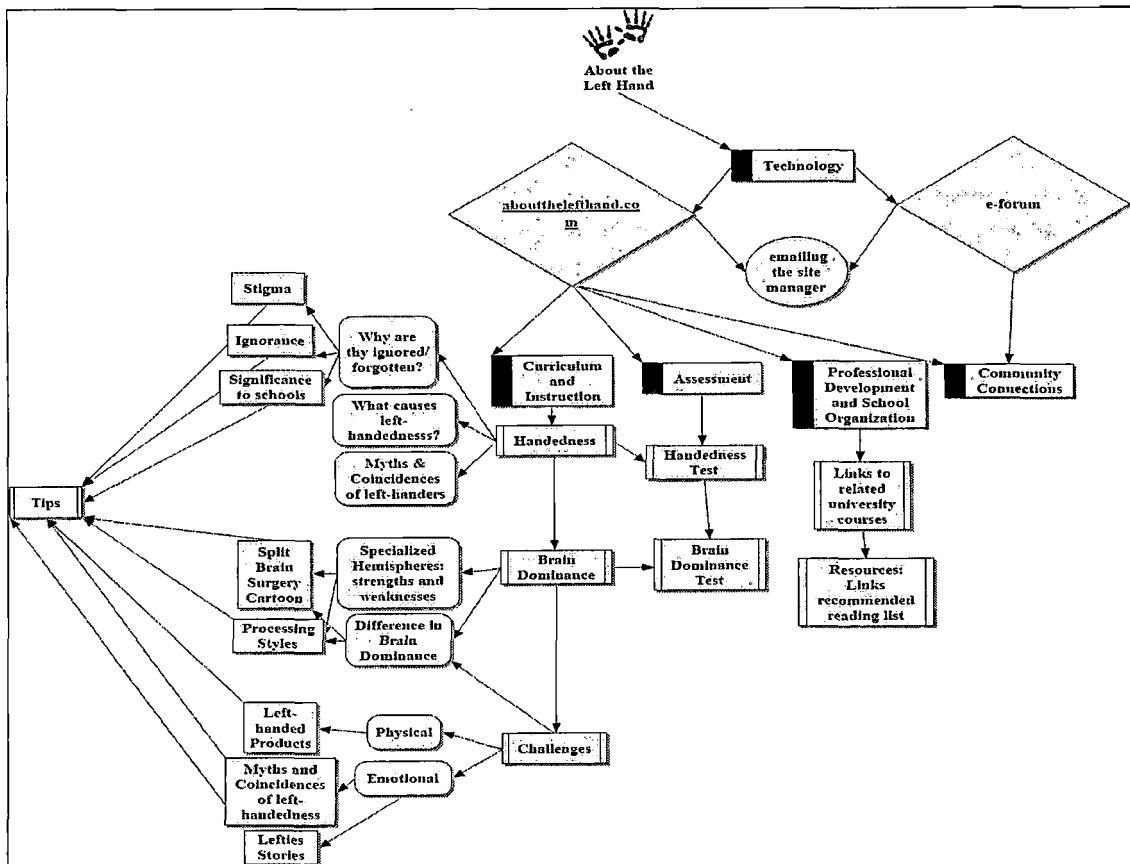 About the
Left Hand
Technology
abouttthelefthand.co
m
e-forum
emailing
the site
manager
Stigma
Ignorance
Significance
to schools
Why are
thy ignored/
forgotten?
What causes
left-
handednesss?
Myths &
Coincidences
of left-handers
Curriculum
and
Instruction
Assessment
Professional
Development
and School
Organization
Community
Connections
Handedness
Handedness
Test
Links to
related
university
courses
Tips
Split
Brain
Surgery
Cartoon
Specialized
Hemispheres:
strengths and
weaknesses
Brain
Dominance
Brain
Dominance
Test
Resources:
Links
recommended
reading list
Processing
Styles
Difference in
Brain
Dominance
Left-
handed
Products
Physical
Challenges
Myths and
Coincidences
of left-
handedness
Emotional
Lefties
Stories